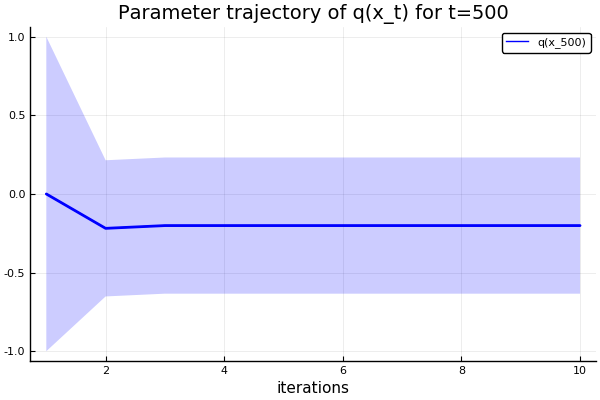 Parameter trajectory of q(x_t) for t=500
q(x_500)
1.0
0.5
0.0
-0.5
-1.0
2 4 6 8 10
iterations